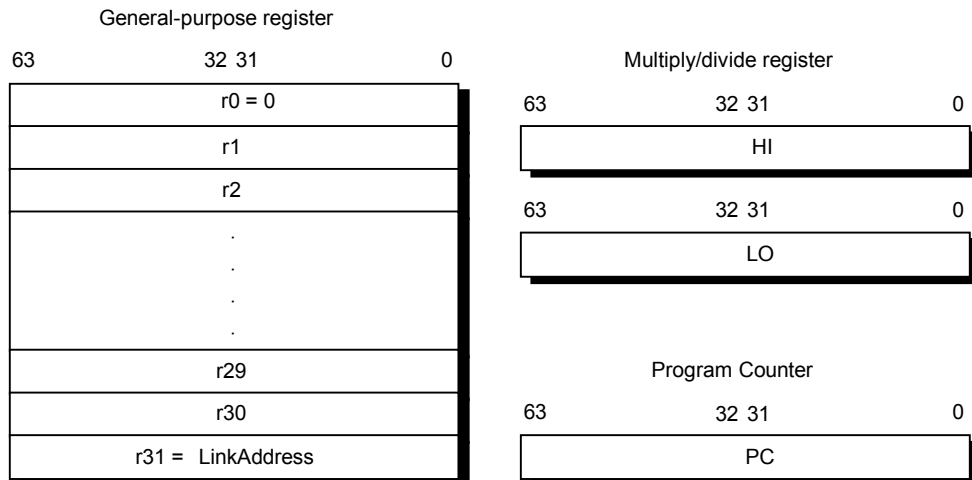 General-purpose register
63 32 31 0
r0 = 0
r1
r2
.
.
.
.
r29
r30
r31 = LinkAddress
Multiply/divide register
63 32 31 0
HI
63 32 31 0
LO
Program Counter
63 32 31 0
PC